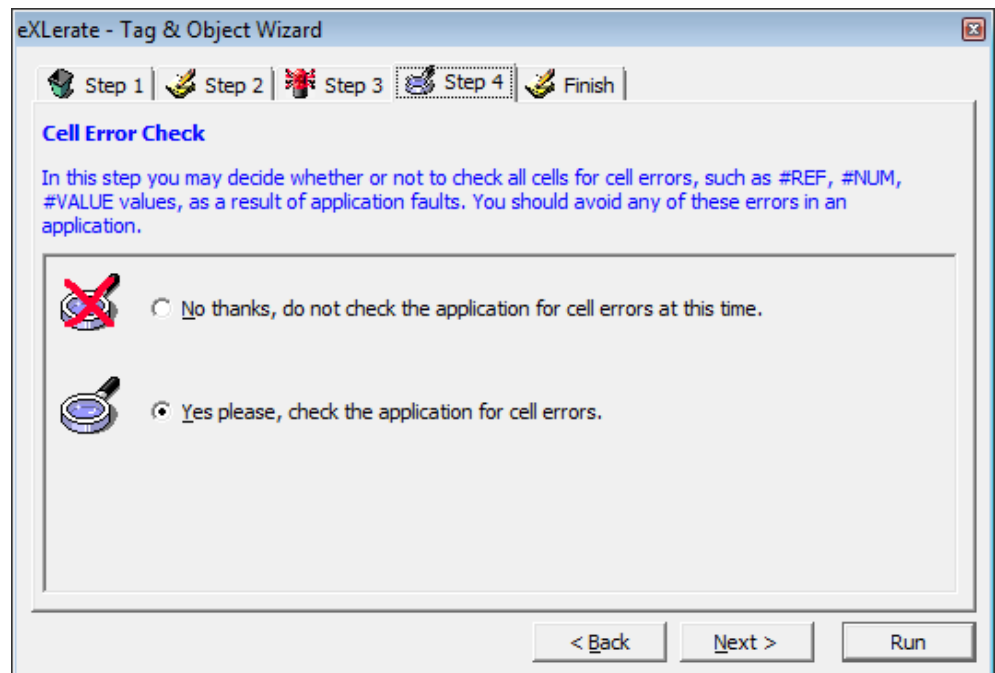 eXLerate - Tag & Object Wizard
Step 1 Step 2 Step 3 Step 4 Finish
Cell Error Check
In this step you may decide whether or not to check all cells for cell errors, such as #REF, #NUM,
#VALUE values, as a result of application faults. You should avoid any of these errors in an
application.
No thanks, do not check the application for cell errors at this time.
Yes please, check the application for cell errors.
< Back Next > Run